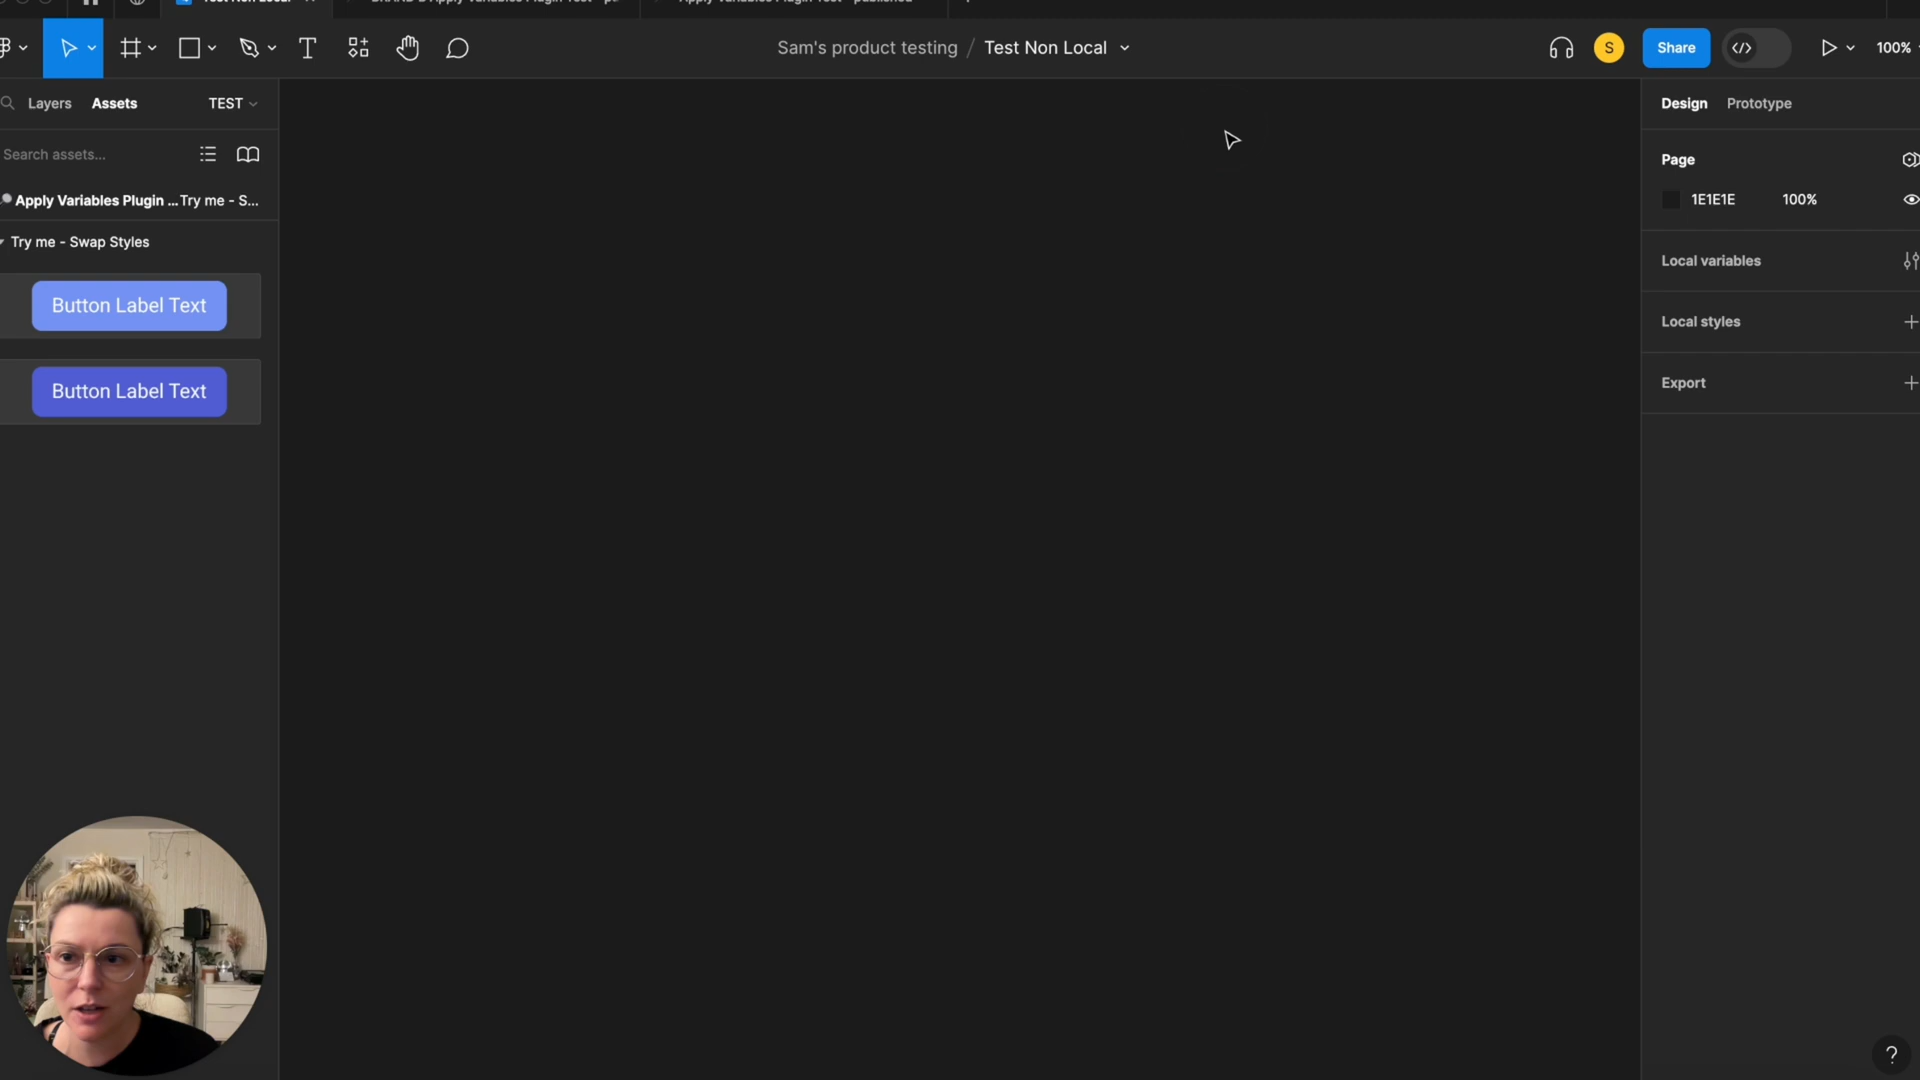 Sam's product testing / Test Non Local
S
Share
100%
Layers
Assets
TEST
Search assets...
Apply Variables Plugin ... Try me - S...
Try me - Swap Styles
Button Label Text
Button Label Text
Design
Prototype
Page
1E1E1E
100%
Local variables
Local styles
Export
?